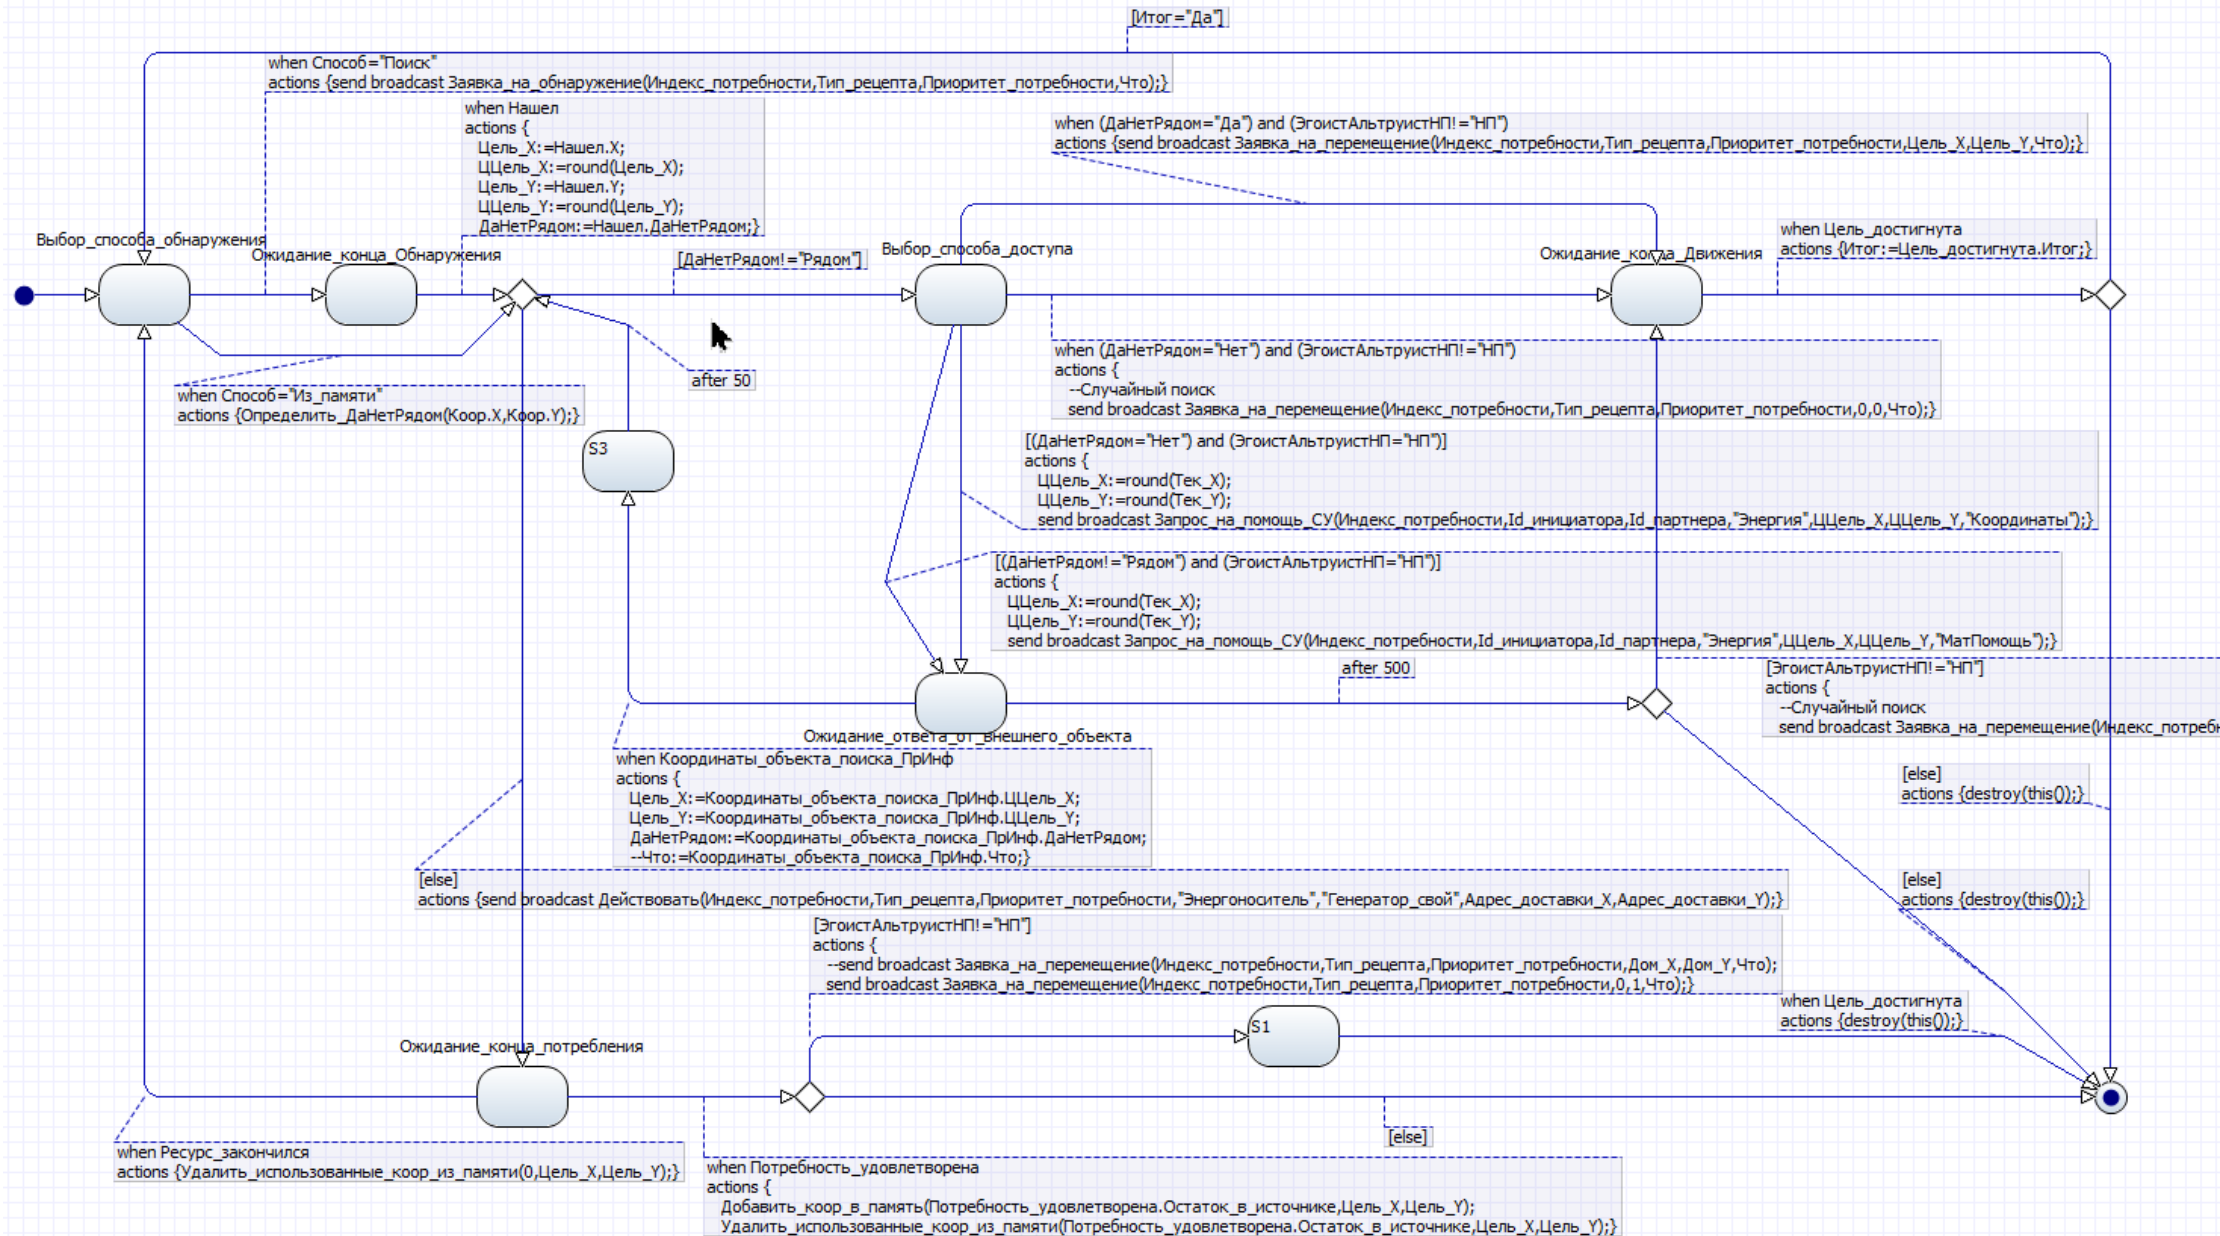 [Итог="Да"]
when Способ="Поиск"
actions {send broadcast Заявка_на_обнаружение(Индекс_потребности,Тип_рецепта,Приоритет_потребности,Что);}
when Нашел
actions {
Цель_X:=Нашел.X;
ЦЦель_X:=round(Цель_X);
Цель_Y:=Нашел.Y;
ЦЦель_Y:=round(Цель_Y);
ДаНетРядом:=Нашел.ДаНетРядом;}
when (ДаНетРядом="Да") and (ЭгоистАльтруистНП!="НП")
actions {send broadcast Заявка_на_перемещение(Индекс_потребности,Тип_рецепта,Приоритет_потребности,Цель_X,Цель_Y,Что);}
Выбор_способа_обнаружения
Ожидание_конца_Обнаружения
[ДаНетРядом!="Рядом"]
Выбор_способа_доступа
Ожидание_конца_Движения
when Цель_достигнута
actions {Итог:=Цель_достигнута.Итог;}
when Способ="Из_памяти"
actions {Определить_ДаНетРядом(Коор.X,Коор.Y);}
after 50
when (ДаНетРядом="Нет") and (ЭгоистАльтруистНП!="НП")
actions {
--Случайный поиск
send broadcast Заявка_на_перемещение(Индекс_потребности,Тип_рецепта,Приоритет_потребности,0,0,Что);}
S3
[(ДаНетРядом="Нет") and (ЭгоистАльтруистНП="НП")]
actions {
ЦЦель_X:=round(Тек_X);
ЦЦель_Y:=round(Тек_Y);
send broadcast Запрос_на_помощь_СУ(Индекс_потребности,Id_инициатора,Id_партнера,"Энергия",ЦЦель_X,ЦЦель_Y,"Координаты");}
[(ДаНетРядом!="Рядом") and (ЭгоистАльтруистНП="НП")]
actions {
ЦЦель_X:=round(Тек_X);
ЦЦель_Y:=round(Тек_Y);
send broadcast Запрос_на_помощь_СУ(Индекс_потребности,Id_инициатора,Id_партнера,"Энергия",ЦЦель_X,ЦЦель_Y,"МатПомощь");}
after 500
[ЭгоистАльтруистНП!="НП"]
actions {
--Случайный поиск
send broadcast Заявка_на_перемещение(Индекс_потребн
Ожидание_ответа_от_внешнего_объекта
when Координаты_объекта_поиска_ПрИнф
actions {
Цель_X:=Координаты_объекта_поиска_ПрИнф.ЦЦель_X;
Цель_Y:=Координаты_объекта_поиска_ПрИнф.ЦЦель_Y;
ДаНетРядом:=Координаты_объекта_поиска_ПрИнф.ДаНетРядом;
--Что:=Координаты_объекта_поиска_ПрИнф.Что;}
[else]
actions {destroy(this());}
[else]
actions {send broadcast Действовать(Индекс_потребности,Тип_рецепта,Приоритет_потребности,"Энергоноситель","Генератор_свой",Адрес_доставки_X,Адрес_доставки_Y);}
[else]
actions {destroy(this());}
[ЭгоистАльтруистНП!="НП"]
actions {
--send broadcast Заявка_на_перемещение(Индекс_потребности,Тип_рецепта,Приоритет_потребности,Дом_X,Дом_Y,Что);
send broadcast Заявка_на_перемещение(Индекс_потребности,Тип_рецепта,Приоритет_потребности,0,1,Что);}
when Цель_достигнута
actions {destroy(this());}
S1
Ожидание_конца_потребления
[else]
when Ресурс_закончился
actions {Удалить_использованные_коор_из_памяти(0,Цель_X,Цель_Y);}
when Потребность_удовлетворена
actions {
Добавить_коор_в_память(Потребность_удовлетворена.Остаток_в_источнике,Цель_X,Цель_Y);
Удалить_использованные_коор_из_памяти(Потребность_удовлетворена.Остаток_в_источнике,Цель_X,Цель_Y);}